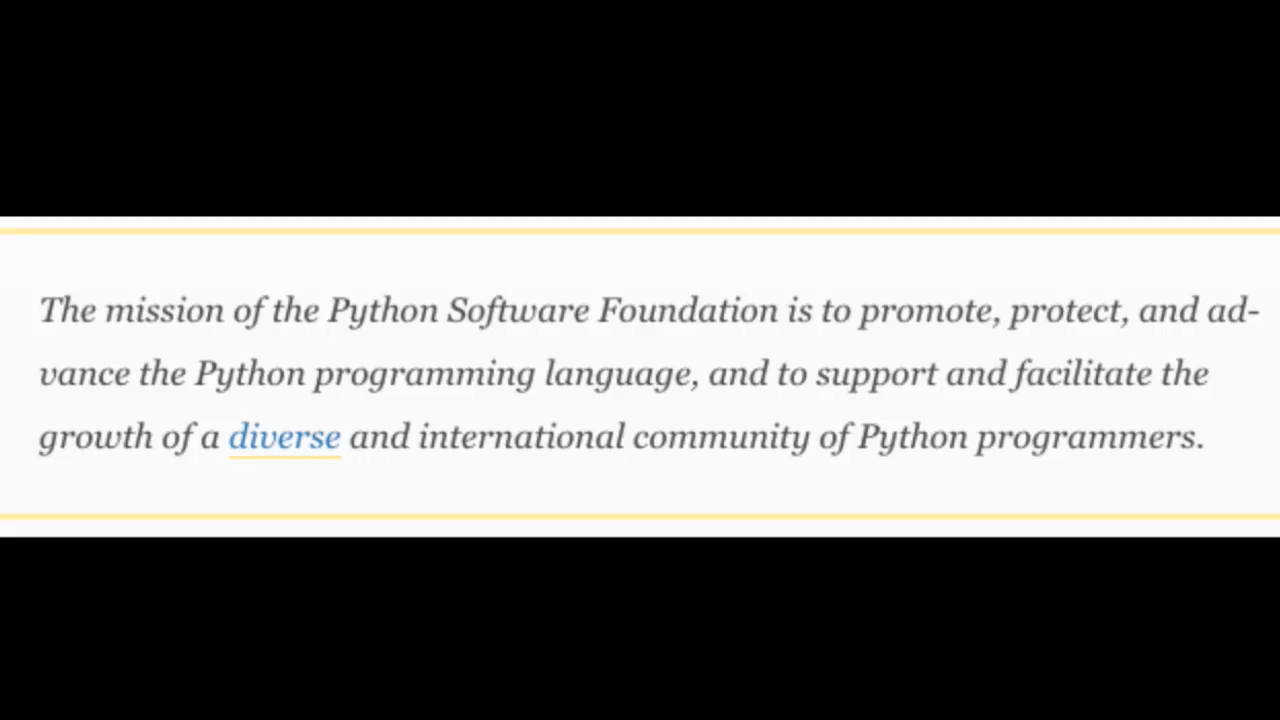 The mission of the Python Software Foundation is to promote, protect, and ad-
vance the Python programming language, and to support and facilitate the
growth of a diverse and international community of Python programmers.